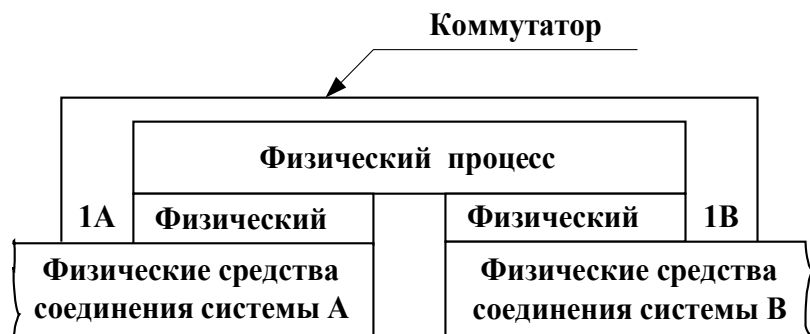 Коммутатор
Физический процесс
1А Физический Физический 1В
Физические средства
соединения системы А
Физические средства
соединения системы В